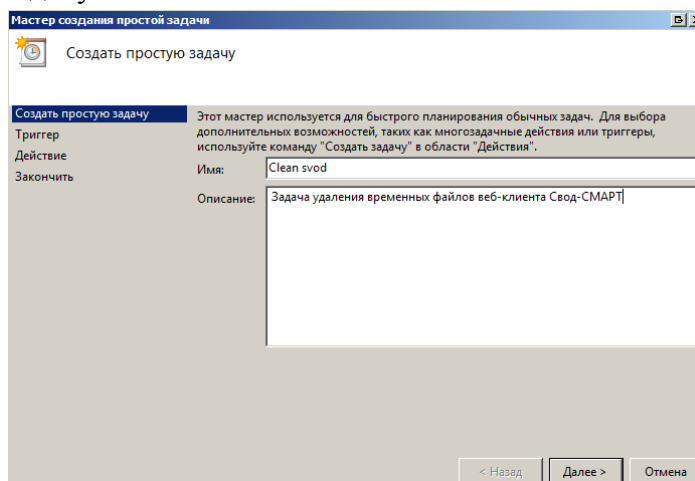 Мастер создания простой задачи
Создать простую задачу
Создать простую задачу
Триггер
Действие
Закончить
Этот мастер используется для быстрого планирования обычных задач. Для выбора
дополнительных возможностей, таких как многозадачные действия или триггеры,
используйте команду "Создать задачу" в области "Действия".
Имя: Clean svod
Описание: Задача удаления временных файлов веб-клиента Свод-СМАРТ
< Назад Далее > Отмена